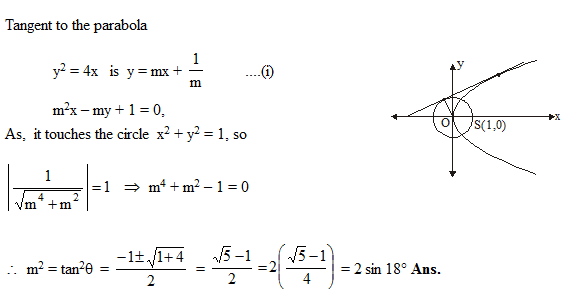 Tangent to the parabola
y² = 4x is y = mx + 1/m ....(i)
m²x – my + 1 = 0,
As, it touches the circle x² + y² = 1, so
|1/√(m⁴ + m²)| = 1 ⇒ m⁴ + m² – 1 = 0
∴ m² = tan²θ = (–1 ± √(1+4))/2 = (√5 – 1)/2 = 2((√5 – 1)/4) = 2 sin 18° Ans.
y
O
S(1,0)
x